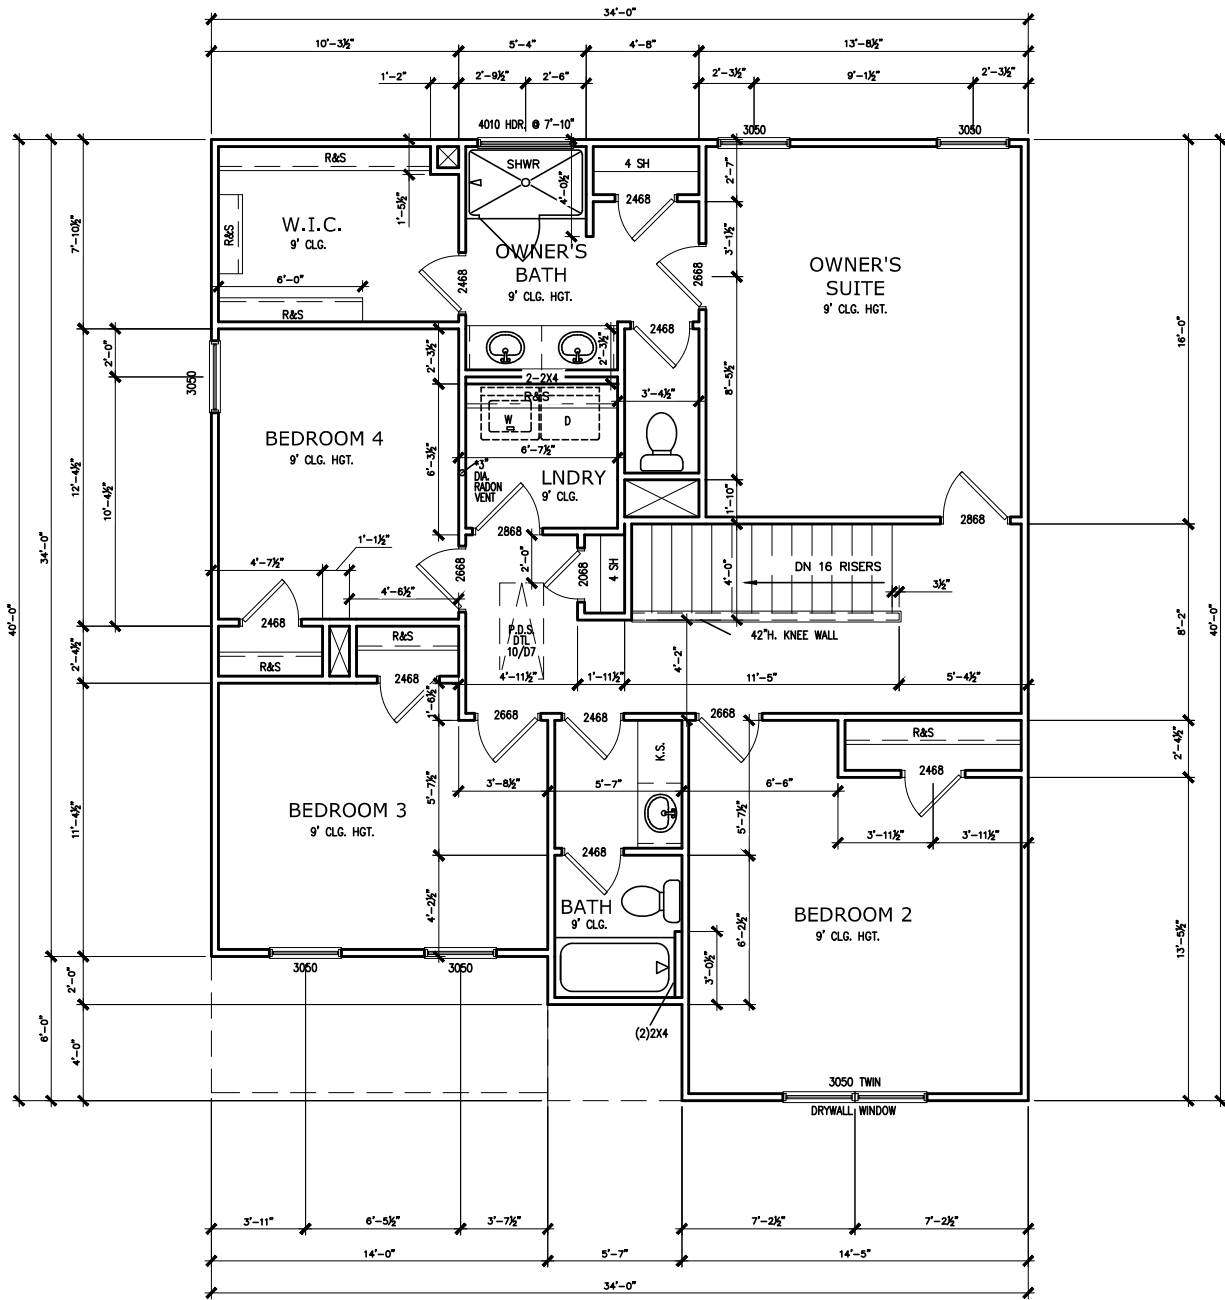 34'-0"
10'-3½" 5'-4" 4'-8" 13'-8½"
1'-2" 2'-9½" 2'-6" 2'-3½" 9'-1½" 2'-3½"
4010 HDR. @ 7'-10" 3050 3050
R&S SHWR 4 SH 2'-7"
2468
4'-0½"
1'-5½"
7'-10½" R&S W.I.C.
9' CLG.
3'-1½"
OWNER'S
BATH
9' CLG. HGT.
OWNER'S
SUITE
9' CLG. HGT.
2468 2668
6'-0"
R&S
16'-0"
2468
2'-0" 2'-3½" 2'-3½"
3050 2-2X4
R&S 3'-4½" 8'-5½"
W D
BEDROOM 4
9' CLG. HGT.
6'-7½"
6'-3½"
*3"
DIA.
RADON
VENT
LNDRY
9' CLG.
12'-4½" 10'-4½" 1'-10"
2868 2868
34'-0"
1'-1½"
4'-7½" 2668 2'-0" 2068 4 SH 4'-0" DN 16 RISERS
4'-6½" 3½"
40'-0" 40'-0"
2468 R&S P.D.S.
DTL
10/D7
42"H. KNEE WALL
8'-2"
2'-4½" R&S 2468 4'-2"
4'-11½" 1'-11½" 11'-5" 5'-4½"
1'-6½" 2668 2468 2668
R&S 2'-4½"
K.S.
2468
3'-8½" 5'-7" 6'-6"
BEDROOM 3
9' CLG. HGT.
11'-4½" 5'-7½" 5'-7½"
3'-11½" 3'-11½"
2468
4'-2½" BATH
9' CLG.
BEDROOM 2
9' CLG. HGT.
6'-2½"
13'-5½"
3050 3050 3'-0½"
2'-0"
6'-0" (2)2X4
4'-0"
3050 TWIN
DRYWALL WINDOW
3'-11" 6'-5½" 3'-7½" 7'-2½" 7'-2½"
14'-0" 5'-7" 14'-5"
34'-0"